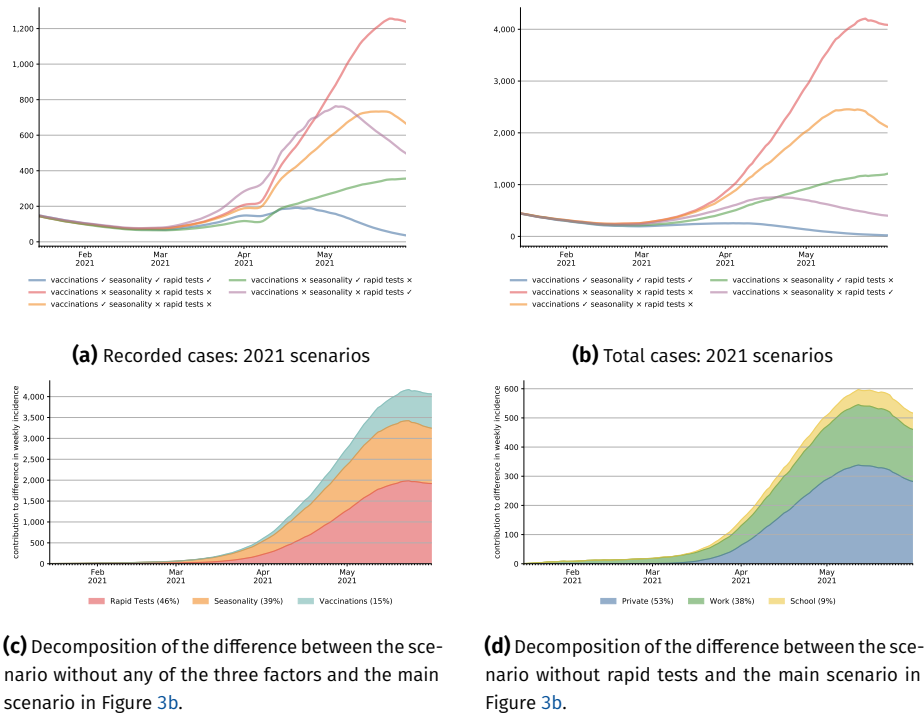 1,200
1,000
800
600
400
200
0
Feb
2021
Mar
2021
Apr
2021
May
2021
vaccinations ✓ seasonality ✓ rapid tests ✓
vaccinations × seasonality × rapid tests ×
vaccinations ✓ seasonality × rapid tests ×
vaccinations × seasonality ✓ rapid tests ×
vaccinations × seasonality × rapid tests ✓
(a) Recorded cases: 2021 scenarios
4,000
3,000
2,000
1,000
0
Feb
2021
Mar
2021
Apr
2021
May
2021
vaccinations ✓ seasonality ✓ rapid tests ✓
vaccinations × seasonality × rapid tests ×
vaccinations ✓ seasonality × rapid tests ×
vaccinations × seasonality ✓ rapid tests ×
vaccinations × seasonality × rapid tests ✓
(b) Total cases: 2021 scenarios
contribution to difference in weekly incidence
4,000
3,500
3,000
2,500
2,000
1,500
1,000
500
0
Feb
2021
Mar
2021
Apr
2021
May
2021
Rapid Tests (46%) Seasonality (39%) Vaccinations (15%)
(c) Decomposition of the difference between the sce-
nario without any of the three factors and the main
scenario in Figure 3b.
contribution to difference in weekly incidence
600
500
400
300
200
100
0
Feb
2021
Mar
2021
Apr
2021
May
2021
Private (53%) Work (38%) School (9%)
(d) Decomposition of the difference between the sce-
nario without rapid tests and the main scenario in
Figure 3b.